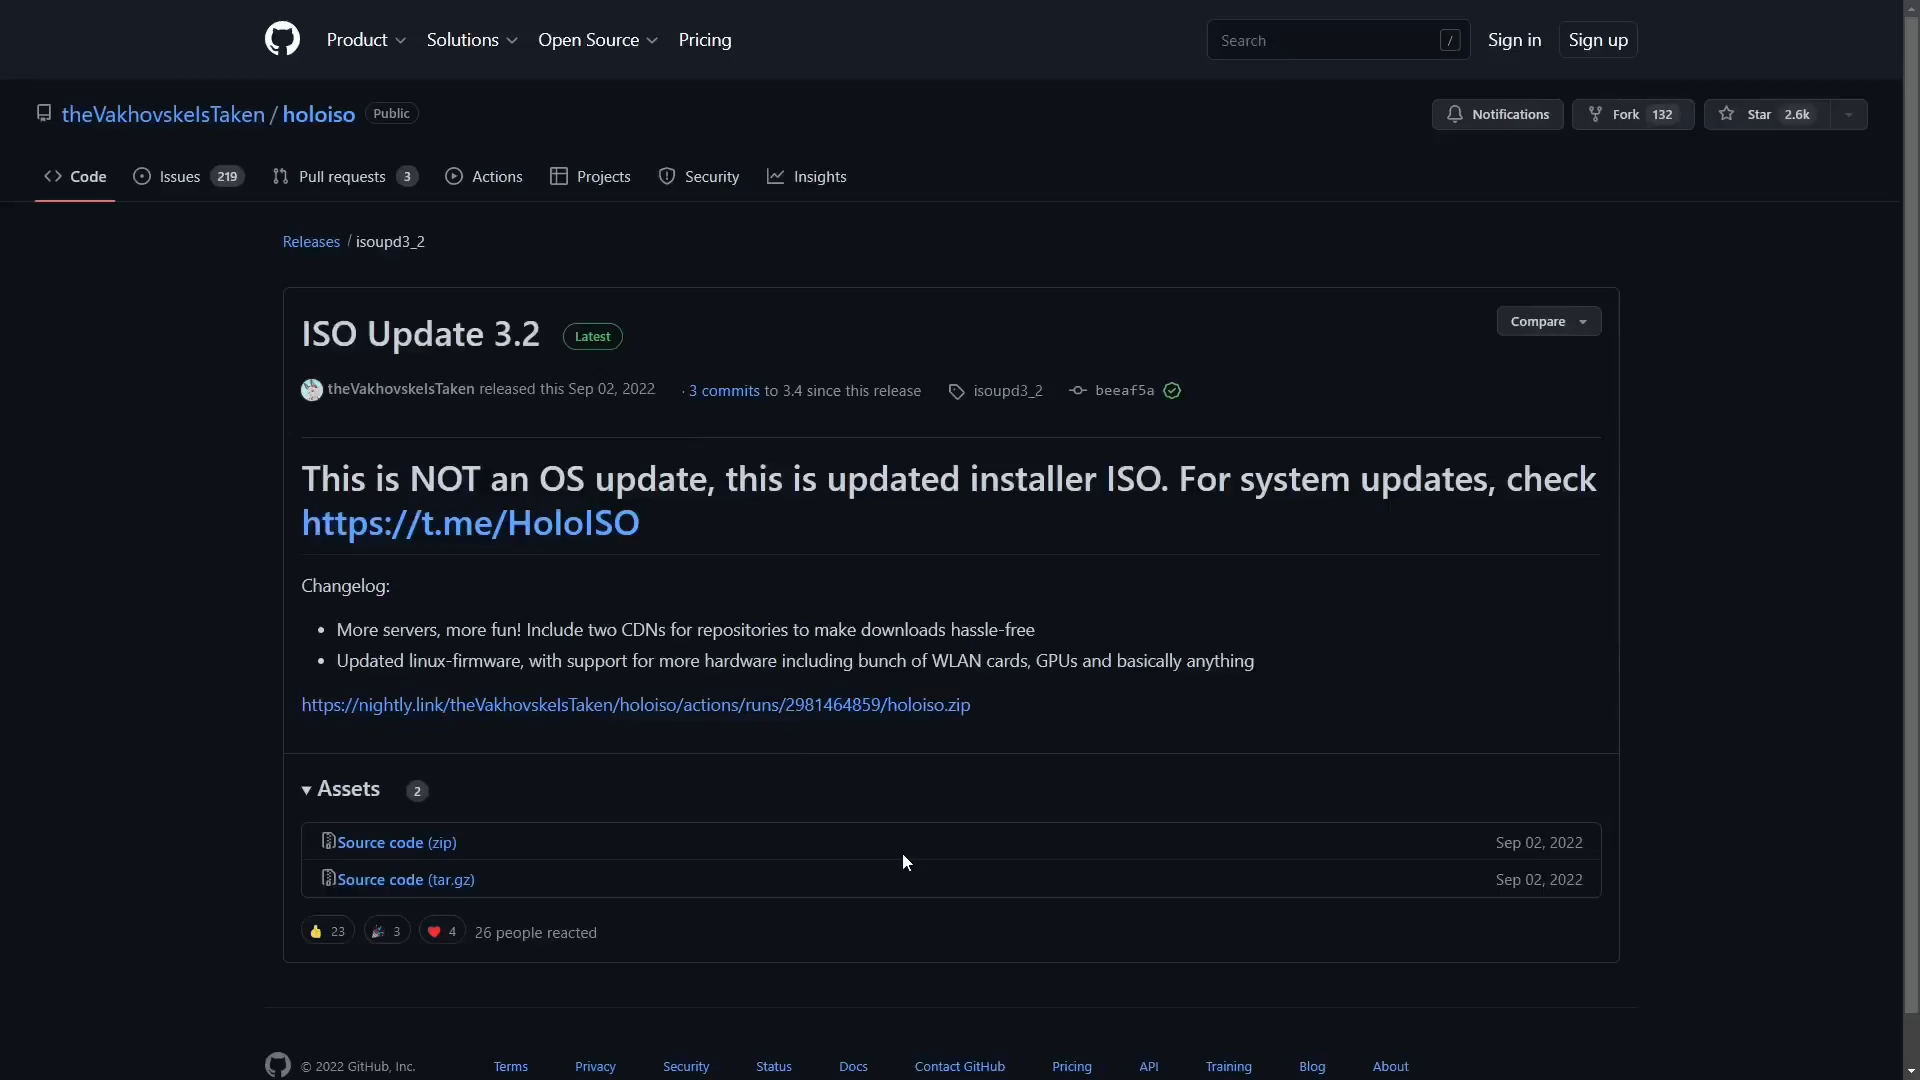 Product Solutions Open Source Pricing Search / Sign in Sign up
theVakhovskeIsTaken / holoiso Public Notifications Fork 132 Star 2.6k
Code Issues 219 Pull requests 3 Actions Projects Security Insights
Releases / isoupd3_2
ISO Update 3.2 Latest Compare
theVakhovskeIsTaken released this Sep 02, 2022 · 3 commits to 3.4 since this release isoupd3_2 beeaf5a
This is NOT an OS update, this is updated installer ISO. For system updates, check
https://t.me/HoloISO
Changelog:
• More servers, more fun! Include two CDNs for repositories to make downloads hassle-free
• Updated linux-firmware, with support for more hardware including bunch of WLAN cards, GPUs and basically anything
https://nightly.link/theVakhovskeIsTaken/holoiso/actions/runs/2981464859/holoiso.zip
Assets 2
Source code (zip) Sep 02, 2022
Source code (tar.gz) Sep 02, 2022
👍 23 🎉 3 ❤️ 4 26 people reacted
© 2022 GitHub, Inc. Terms Privacy Security Status Docs Contact GitHub Pricing API Training Blog About